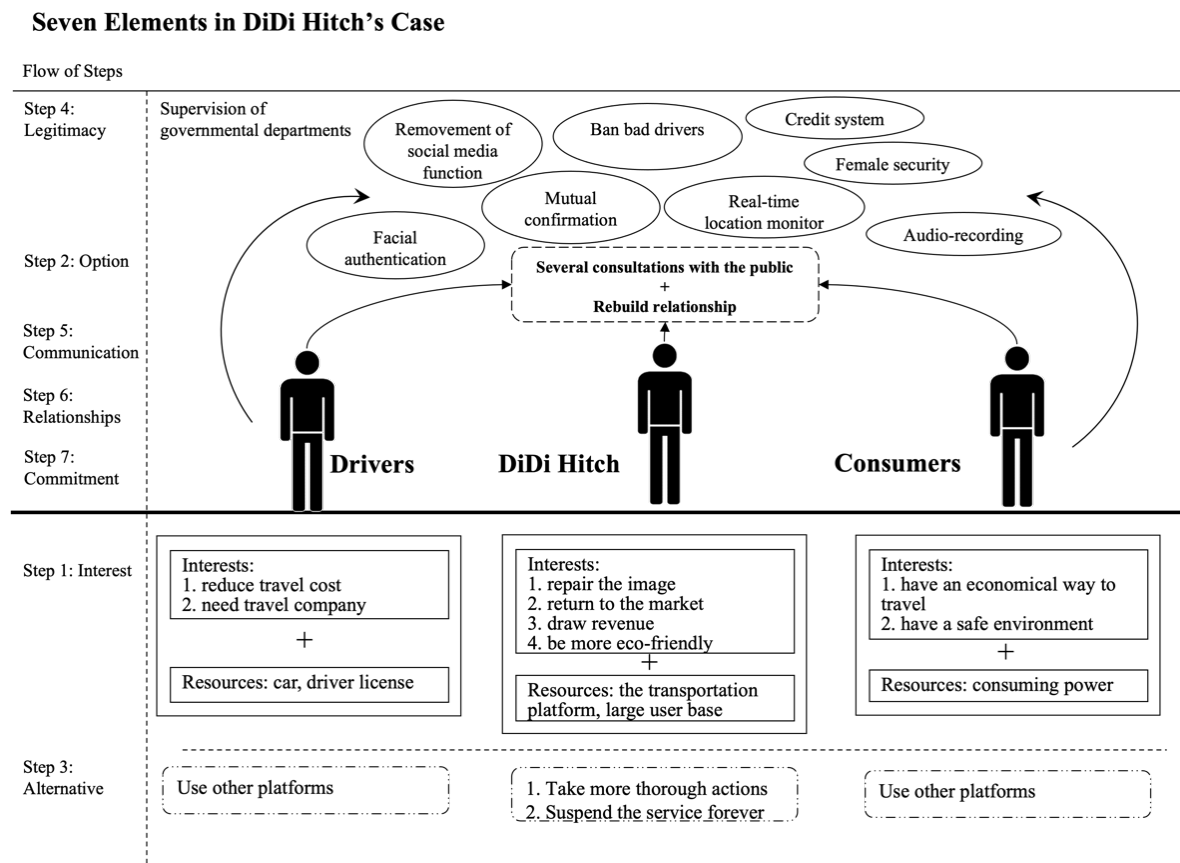 Seven Elements in DiDi Hitch's Case
Flow of Steps
Step 4:
Legitimacy
Supervision of
governmental departments
Removement of
social media
function
Ban bad drivers
Credit system
Female security
Mutual
confirmation
Real-time
location monitor
Facial
authentication
Audio-recording
Step 2: Option
Several consultations with the public
+
Rebuild relationship
Step 5:
Communication
Step 6:
Relationships
Step 7:
Commitment
Drivers
DiDi Hitch
Consumers
Step 1: Interest
Interests:
1. reduce travel cost
2. need travel company
+
Resources: car, driver license
Interests:
1. repair the image
2. return to the market
3. draw revenue
4. be more eco-friendly
+
Resources: the transportation
platform, large user base
Interests:
1. have an economical way to
travel
2. have a safe environment
+
Resources: consuming power
Step 3:
Alternative
Use other platforms
1. Take more thorough actions
2. Suspend the service forever
Use other platforms